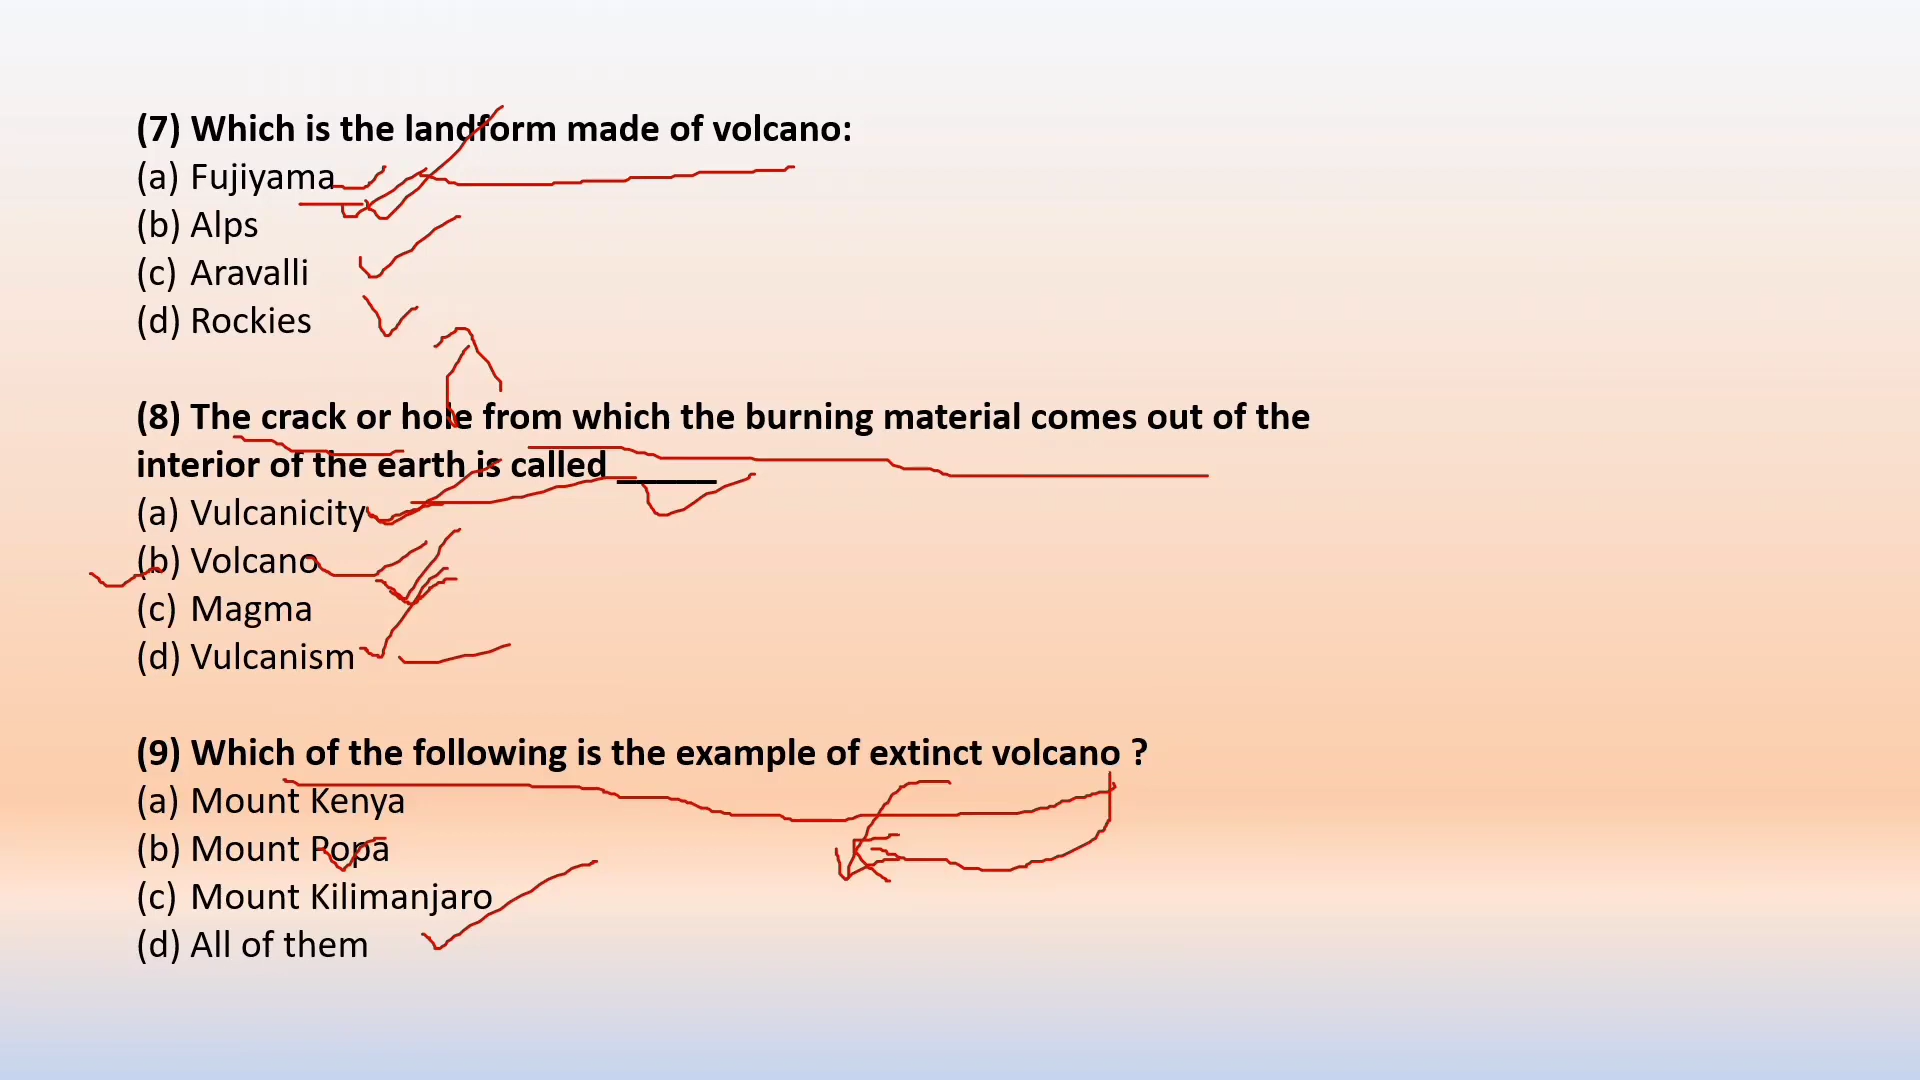 (7) Which is the landform made of volcano:
(a) Fujiyama
(b) Alps
(c) Aravalli
(d) Rockies
(8) The crack or hole from which the burning material comes out of the
interior of the earth is called ______
(a) Vulcanicity
(b) Volcano
(c) Magma
(d) Vulcanism
(9) Which of the following is the example of extinct volcano ?
(a) Mount Kenya
(b) Mount Popa
(c) Mount Kilimanjaro
(d) All of them